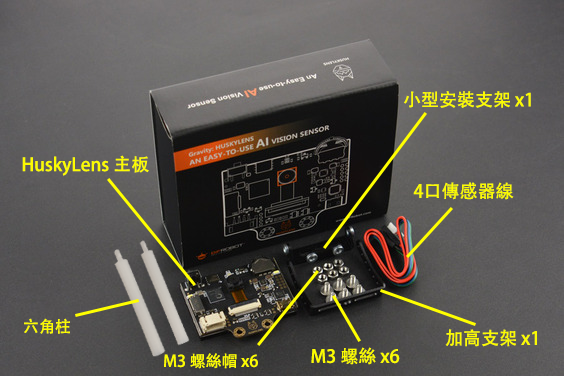 HUSKYLENS
An Easy-to-use AI Vision Sensor
小型安裝支架 x1
Gravity: HUSKYLENS
AN EASY-TO-USE AI VISION SENSOR
HuskyLens 主板
4口傳感器線
DFROBOT
六角柱
M3 螺絲帽 x6
M3 螺絲 x6
加高支架 x1